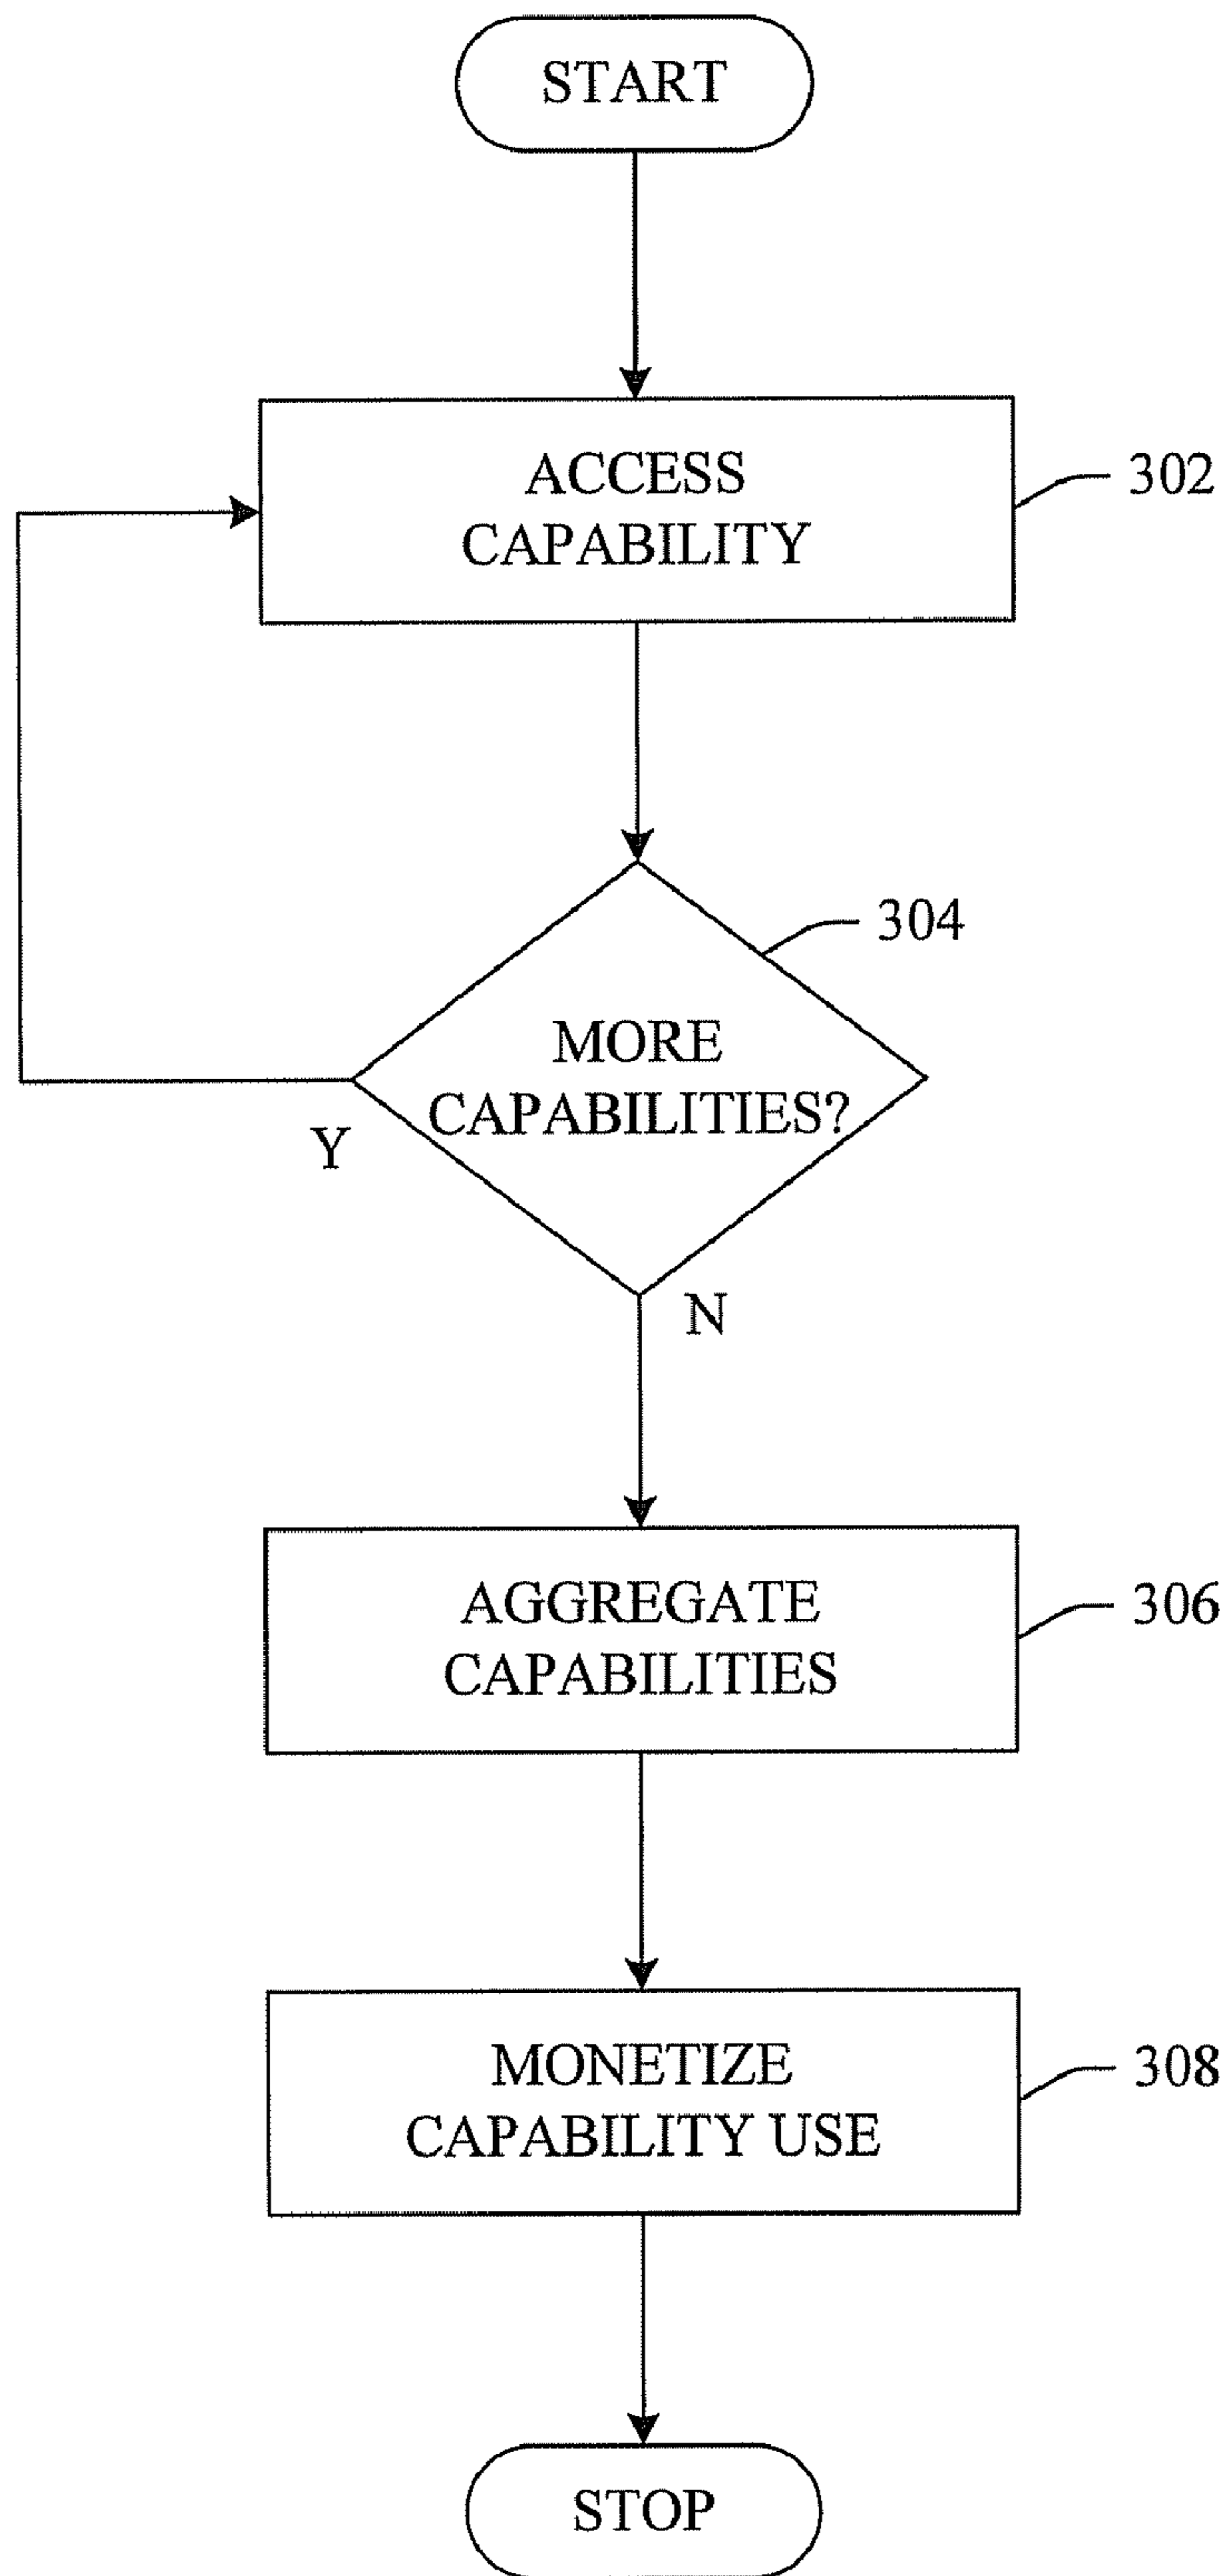 START
ACCESS
CAPABILITY
302
304
MORE
CAPABILITIES?
Y
N
AGGREGATE
CAPABILITIES
306
MONETIZE
CAPABILITY USE
308
STOP